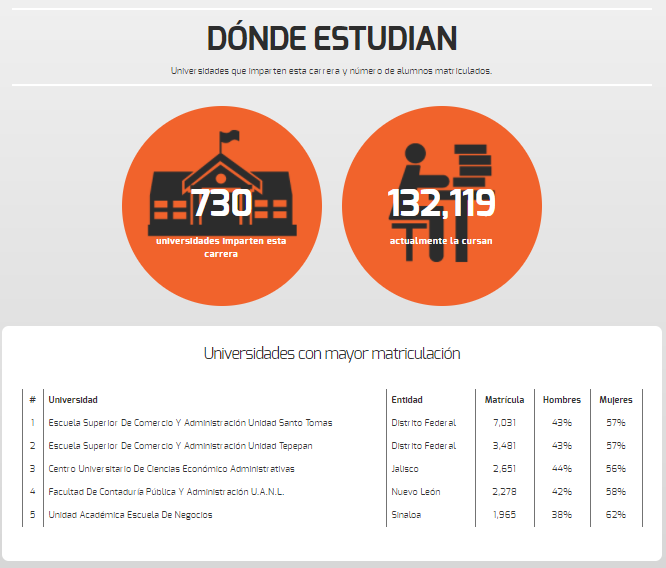 DÓNDE ESTUDIAN
Universidades que imparten esta carrera y número de alumnos matriculados.
730
universidades imparten esta
carrera
132,119
actualmente la cursan
Universidades con mayor matriculación
# Universidad Entidad Matrícula Hombres Mujeres
1 Escuela Superior De Comercio Y Administración Unidad Santo Tomas Distrito Federal 7,031 43% 57%
2 Escuela Superior De Comercio Y Administración Unidad Tepepan Distrito Federal 3,481 43% 57%
3 Centro Universitario De Ciencias Económico Administrativas Jalisco 2,651 44% 56%
4 Facultad De Contaduría Pública Y Administración U.A.N.L. Nuevo León 2,278 42% 58%
5 Unidad Académica Escuela De Negocios Sinaloa 1,965 38% 62%